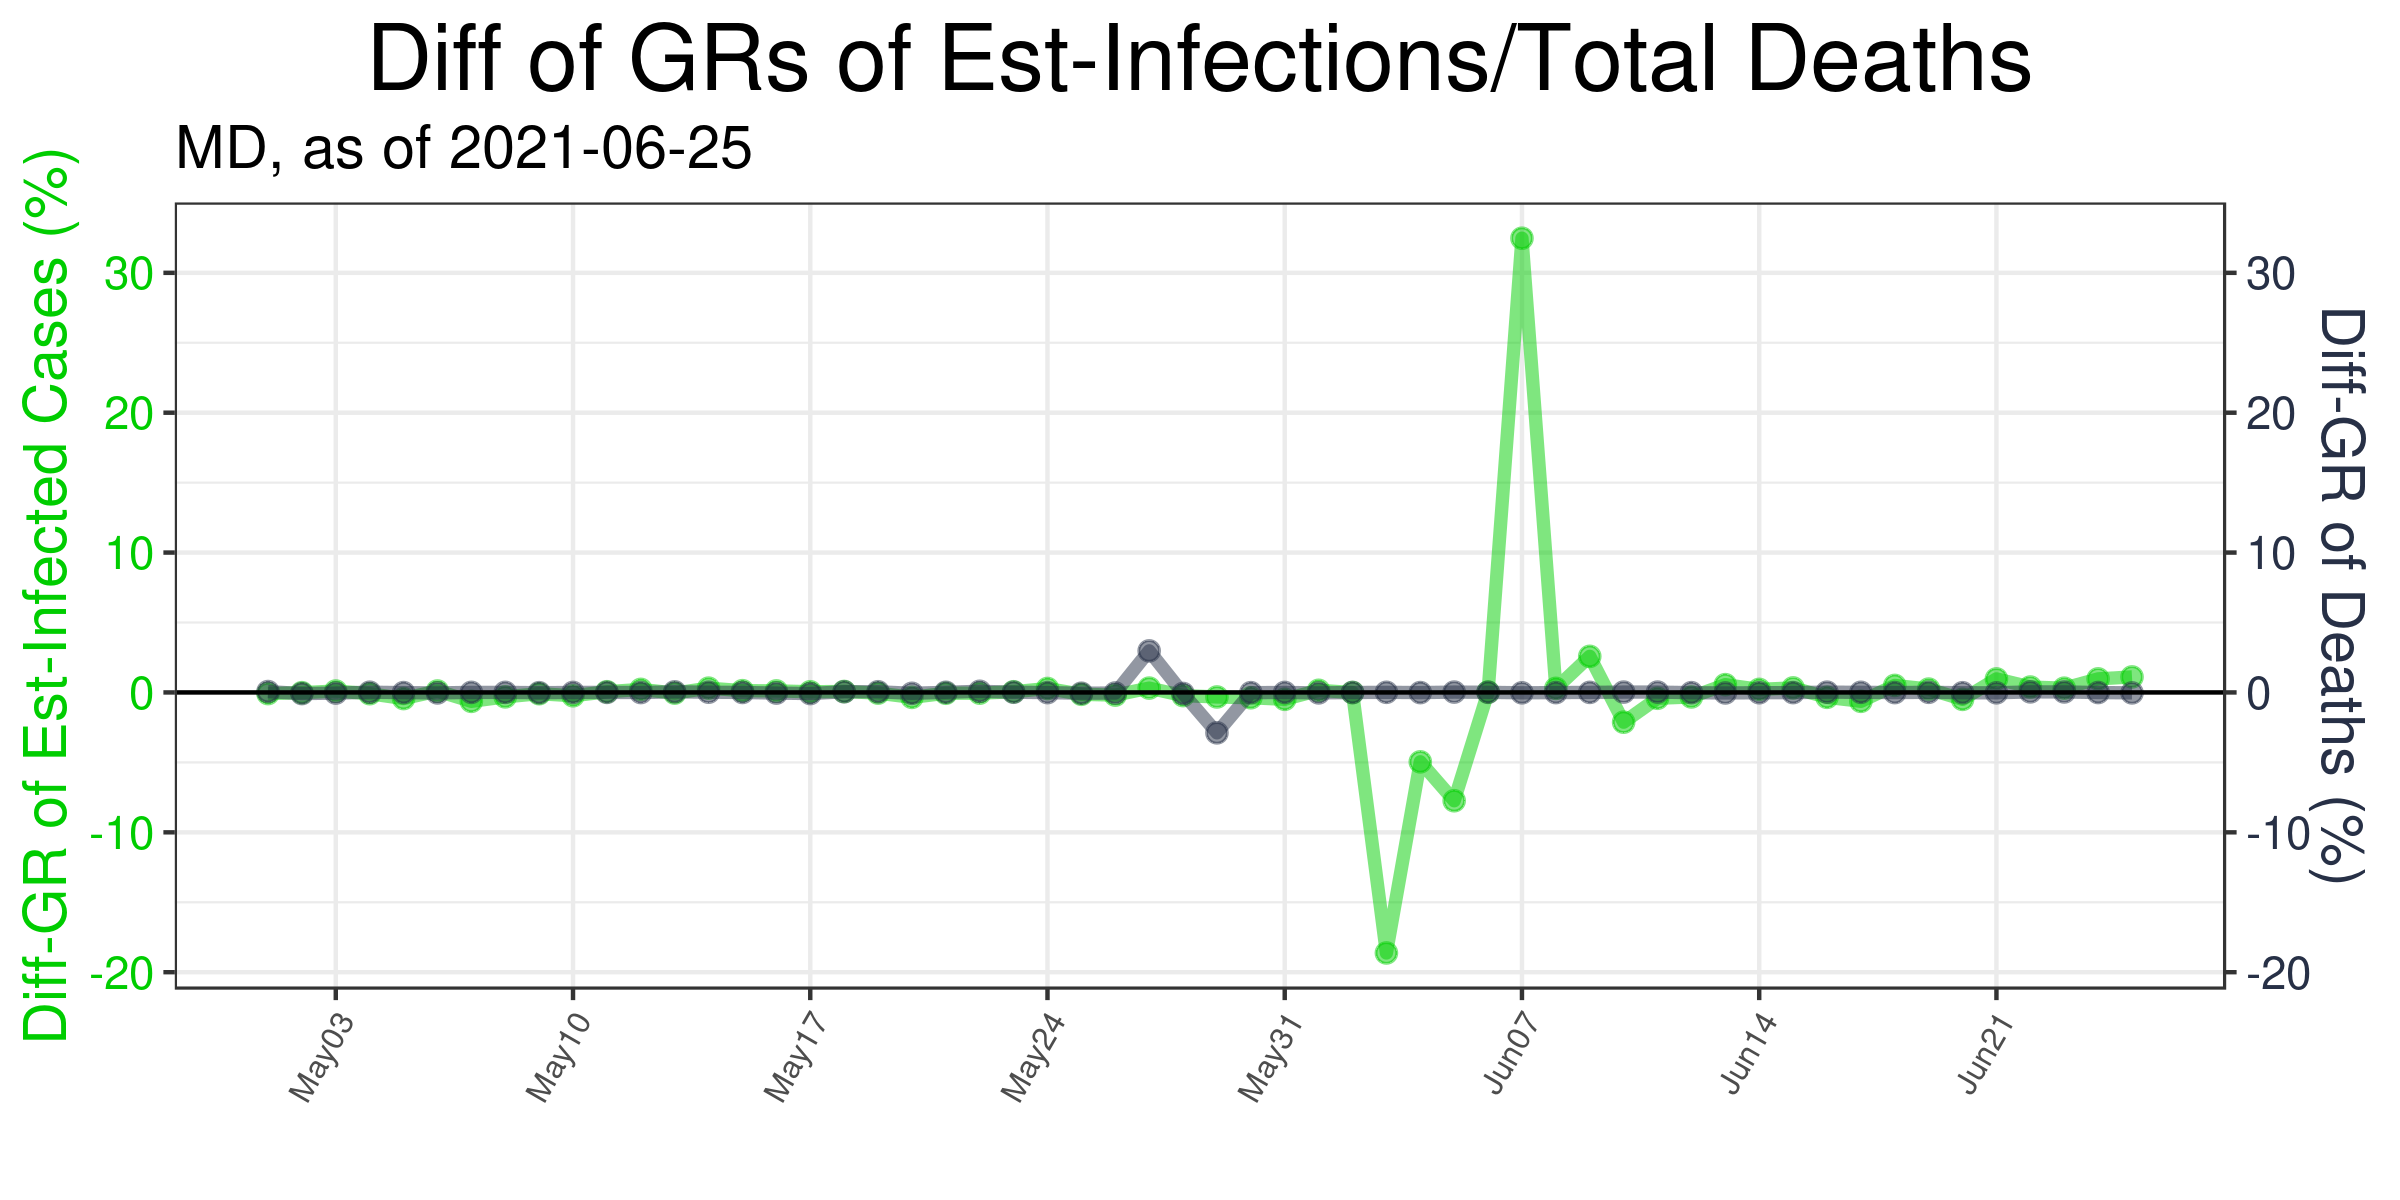 Diff of GRs of Est-Infections/Total Deaths
MD, as of 2021-06-25
Diff-GR of Est-Infected Cases (%)
30
20
10
0
-10
-20
30
20
10
0
-10
-20
Diff-GR of Deaths (%)
May03
May10
May17
May24
May31
Jun07
Jun14
Jun21